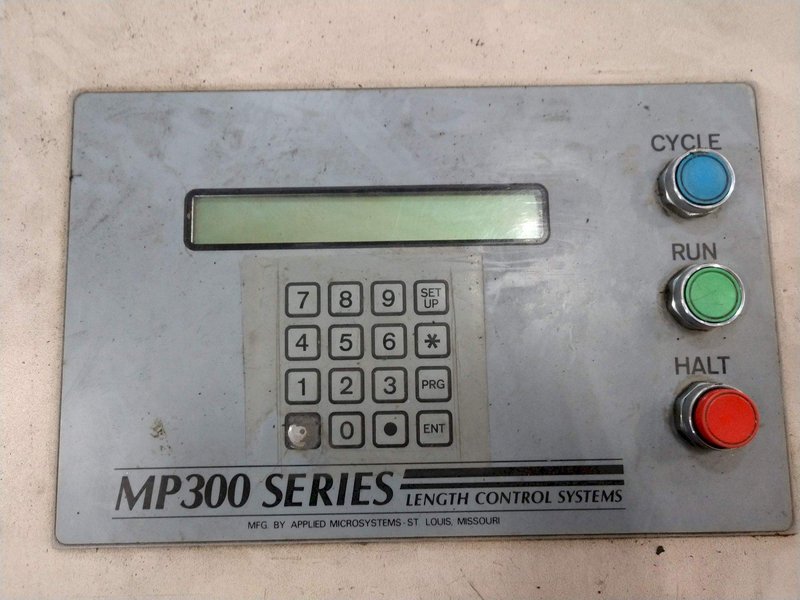 CYCLE
RUN
HALT
7 8 9 SET UP
4 5 6 *
1 2 3 PRG
0 • ENT
MP300 SERIES
LENGTH CONTROL SYSTEMS
MFG. BY APPLIED MICROSYSTEMS - ST. LOUIS, MISSOURI